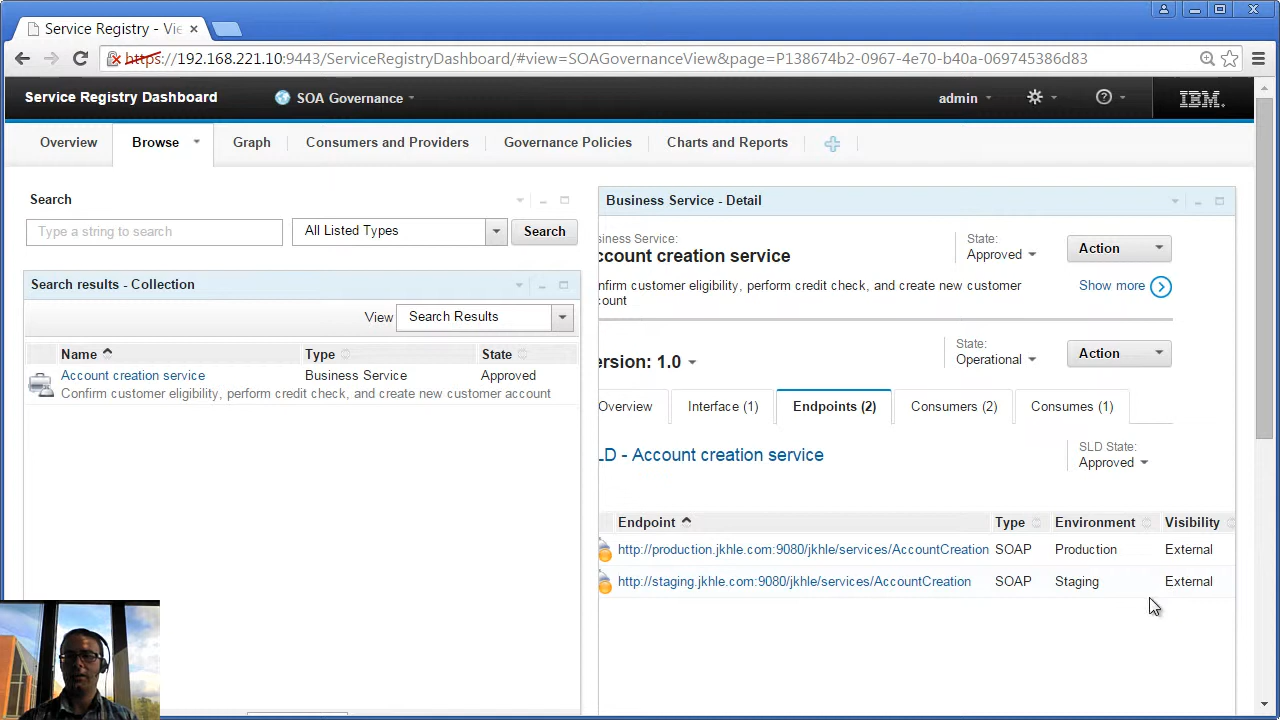 Service Registry - Vie
https://192.168.221.10:9443/ServiceRegistryDashboard/#view=SOAGovernanceView&page=P138674b2-0967-4e70-b40a-069745386d83
Service Registry Dashboard
SOA Governance
admin
IBM.
Overview
Browse
Graph
Consumers and Providers
Governance Policies
Charts and Reports
Search
Type a string to search
All Listed Types
Search
Search results - Collection
View
Search Results
Name
Type
State
Account creation service
Business Service
Approved
Confirm customer eligibility, perform credit check, and create new customer account
Business Service - Detail
siness Service:
ccount creation service
State:
Approved
Action
nfirm customer eligibility, perform credit check, and create new customer
count
Show more
ersion: 1.0
State:
Operational
Action
Overview
Interface (1)
Endpoints (2)
Consumers (2)
Consumes (1)
LD - Account creation service
SLD State:
Approved
Endpoint
Type
Environment
Visibility
http://production.jkhle.com:9080/jkhle/services/AccountCreation
SOAP
Production
External
http://staging.jkhle.com:9080/jkhle/services/AccountCreation
SOAP
Staging
External